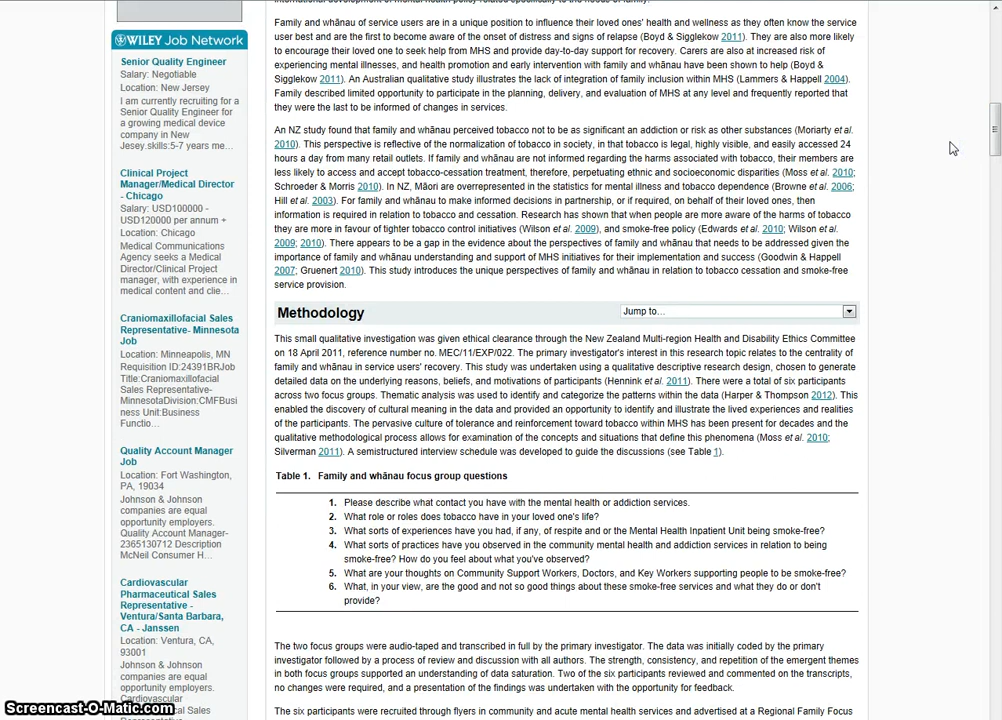 WILEY Job Network
Senior Quality Engineer
Salary: Negotiable
Location: New Jersey
I am currently recruiting for a
Senior Quality Engineer for
a growing medical device
company in New
Jesey.skills:5-7 years me...
Clinical Project
Manager/Medical Director
- Chicago
Salary: USD100000 -
USD120000 per annum +
Location: Chicago
Medical Communications
Agency seeks a Medical
Director/Clinical Project
manager, with experience in
medical content and clie...
Craniomaxillofacial Sales
Representative- Minnesota
Job
Location: Minneapolis, MN
Requisition ID:24391BRJob
Title:Craniomaxillofacial
Sales Representative-
MinnesotaDivision:CMFBusi
ness Unit:Business
Functio...
Quality Account Manager
Job
Location: Fort Washington,
PA, 19034
Johnson & Johnson
companies are equal
opportunity employers.
Quality Account Manager-
2365130712 Description
McNeil Consumer H...
Cardiovascular
Pharmaceutical Sales
Representative -
Ventura/Santa Barbara,
CA - Janssen
Location: Ventura, CA,
93001
Johnson & Johnson
companies are equal
opportunity employers.
Cardiovascular
Sales
Family and whānau of service users are in a unique position to influence their loved ones' health and wellness as they often know the service
user best and are the first to become aware of the onset of distress and signs of relapse (Boyd & Sigglekow 2011). They are also more likely
to encourage their loved one to seek help from MHS and provide day-to-day support for recovery. Carers are also at increased risk of
experiencing mental illnesses, and health promotion and early intervention with family and whānau have been shown to help (Boyd &
Sigglekow 2011). An Australian qualitative study illustrates the lack of integration of family inclusion within MHS (Lammers & Happell 2004).
Family described limited opportunity to participate in the planning, delivery, and evaluation of MHS at any level and frequently reported that
they were the last to be informed of changes in services.
An NZ study found that family and whānau perceived tobacco not to be as significant an addiction or risk as other substances (Moriarty et al.
2010). This perspective is reflective of the normalization of tobacco in society, in that tobacco is legal, highly visible, and easily accessed 24
hours a day from many retail outlets. If family and whānau are not informed regarding the harms associated with tobacco, their members are
less likely to access and accept tobacco-cessation treatment, therefore, perpetuating ethnic and socioeconomic disparities (Moss et al. 2010;
Schroeder & Morris 2010). In NZ, Māori are overrepresented in the statistics for mental illness and tobacco dependence (Browne et al. 2006;
Hill et al. 2003). For family and whānau to make informed decisions in partnership, or if required, on behalf of their loved ones, then
information is required in relation to tobacco and cessation. Research has shown that when people are more aware of the harms of tobacco
they are more in favour of tighter tobacco control initiatives (Wilson et al. 2009), and smoke-free policy (Edwards et al. 2010; Wilson et al.
2009; 2010). There appears to be a gap in the evidence about the perspectives of family and whānau that needs to be addressed given the
importance of family and whānau understanding and support of MHS initiatives for their implementation and success (Goodwin & Happell
2007; Gruenert 2010). This study introduces the unique perspectives of family and whānau in relation to tobacco cessation and smoke-free
service provision.
Methodology
Jump to...
This small qualitative investigation was given ethical clearance through the New Zealand Multi-region Health and Disability Ethics Committee
on 18 April 2011, reference number no. MEC/11/EXP/022. The primary investigator's interest in this research topic relates to the centrality of
family and whānau in service users' recovery. This study was undertaken using a qualitative descriptive research design, chosen to generate
detailed data on the underlying reasons, beliefs, and motivations of participants (Hennink et al. 2011). There were a total of six participants
across two focus groups. Thematic analysis was used to identify and categorize the patterns within the data (Harper & Thompson 2012). This
enabled the discovery of cultural meaning in the data and provided an opportunity to identify and illustrate the lived experiences and realities
of the participants. The pervasive culture of tolerance and reinforcement toward tobacco within MHS has been present for decades and the
qualitative methodological process allows for examination of the concepts and situations that define this phenomena (Moss et al. 2010;
Silverman 2011). A semistructured interview schedule was developed to guide the discussions (see Table 1).
Table 1. Family and whānau focus group questions
1. Please describe what contact you have with the mental health or addiction services.
2. What role or roles does tobacco have in your loved one's life?
3. What sorts of experiences have you had, if any, of respite and or the Mental Health Inpatient Unit being smoke-free?
4. What sorts of practices have you observed in the community mental health and addiction services in relation to being
smoke-free? How do you feel about what you've observed?
5. What are your thoughts on Community Support Workers, Doctors, and Key Workers supporting people to be smoke-free?
6. What, in your view, are the good and not so good things about these smoke-free services and what they do or don't
provide?
The two focus groups were audio-taped and transcribed in full by the primary investigator. The data was initially coded by the primary
investigator followed by a process of review and discussion with all authors. The strength, consistency, and repetition of the emergent themes
in both focus groups supported an understanding of data saturation. Two of the six participants reviewed and commented on the transcripts,
no changes were required, and a presentation of the findings was undertaken with the opportunity for feedback.
The six participants were recruited through flyers in community and acute mental health services and advertised at a Regional Family Focus
Screencast-O-Matic.com